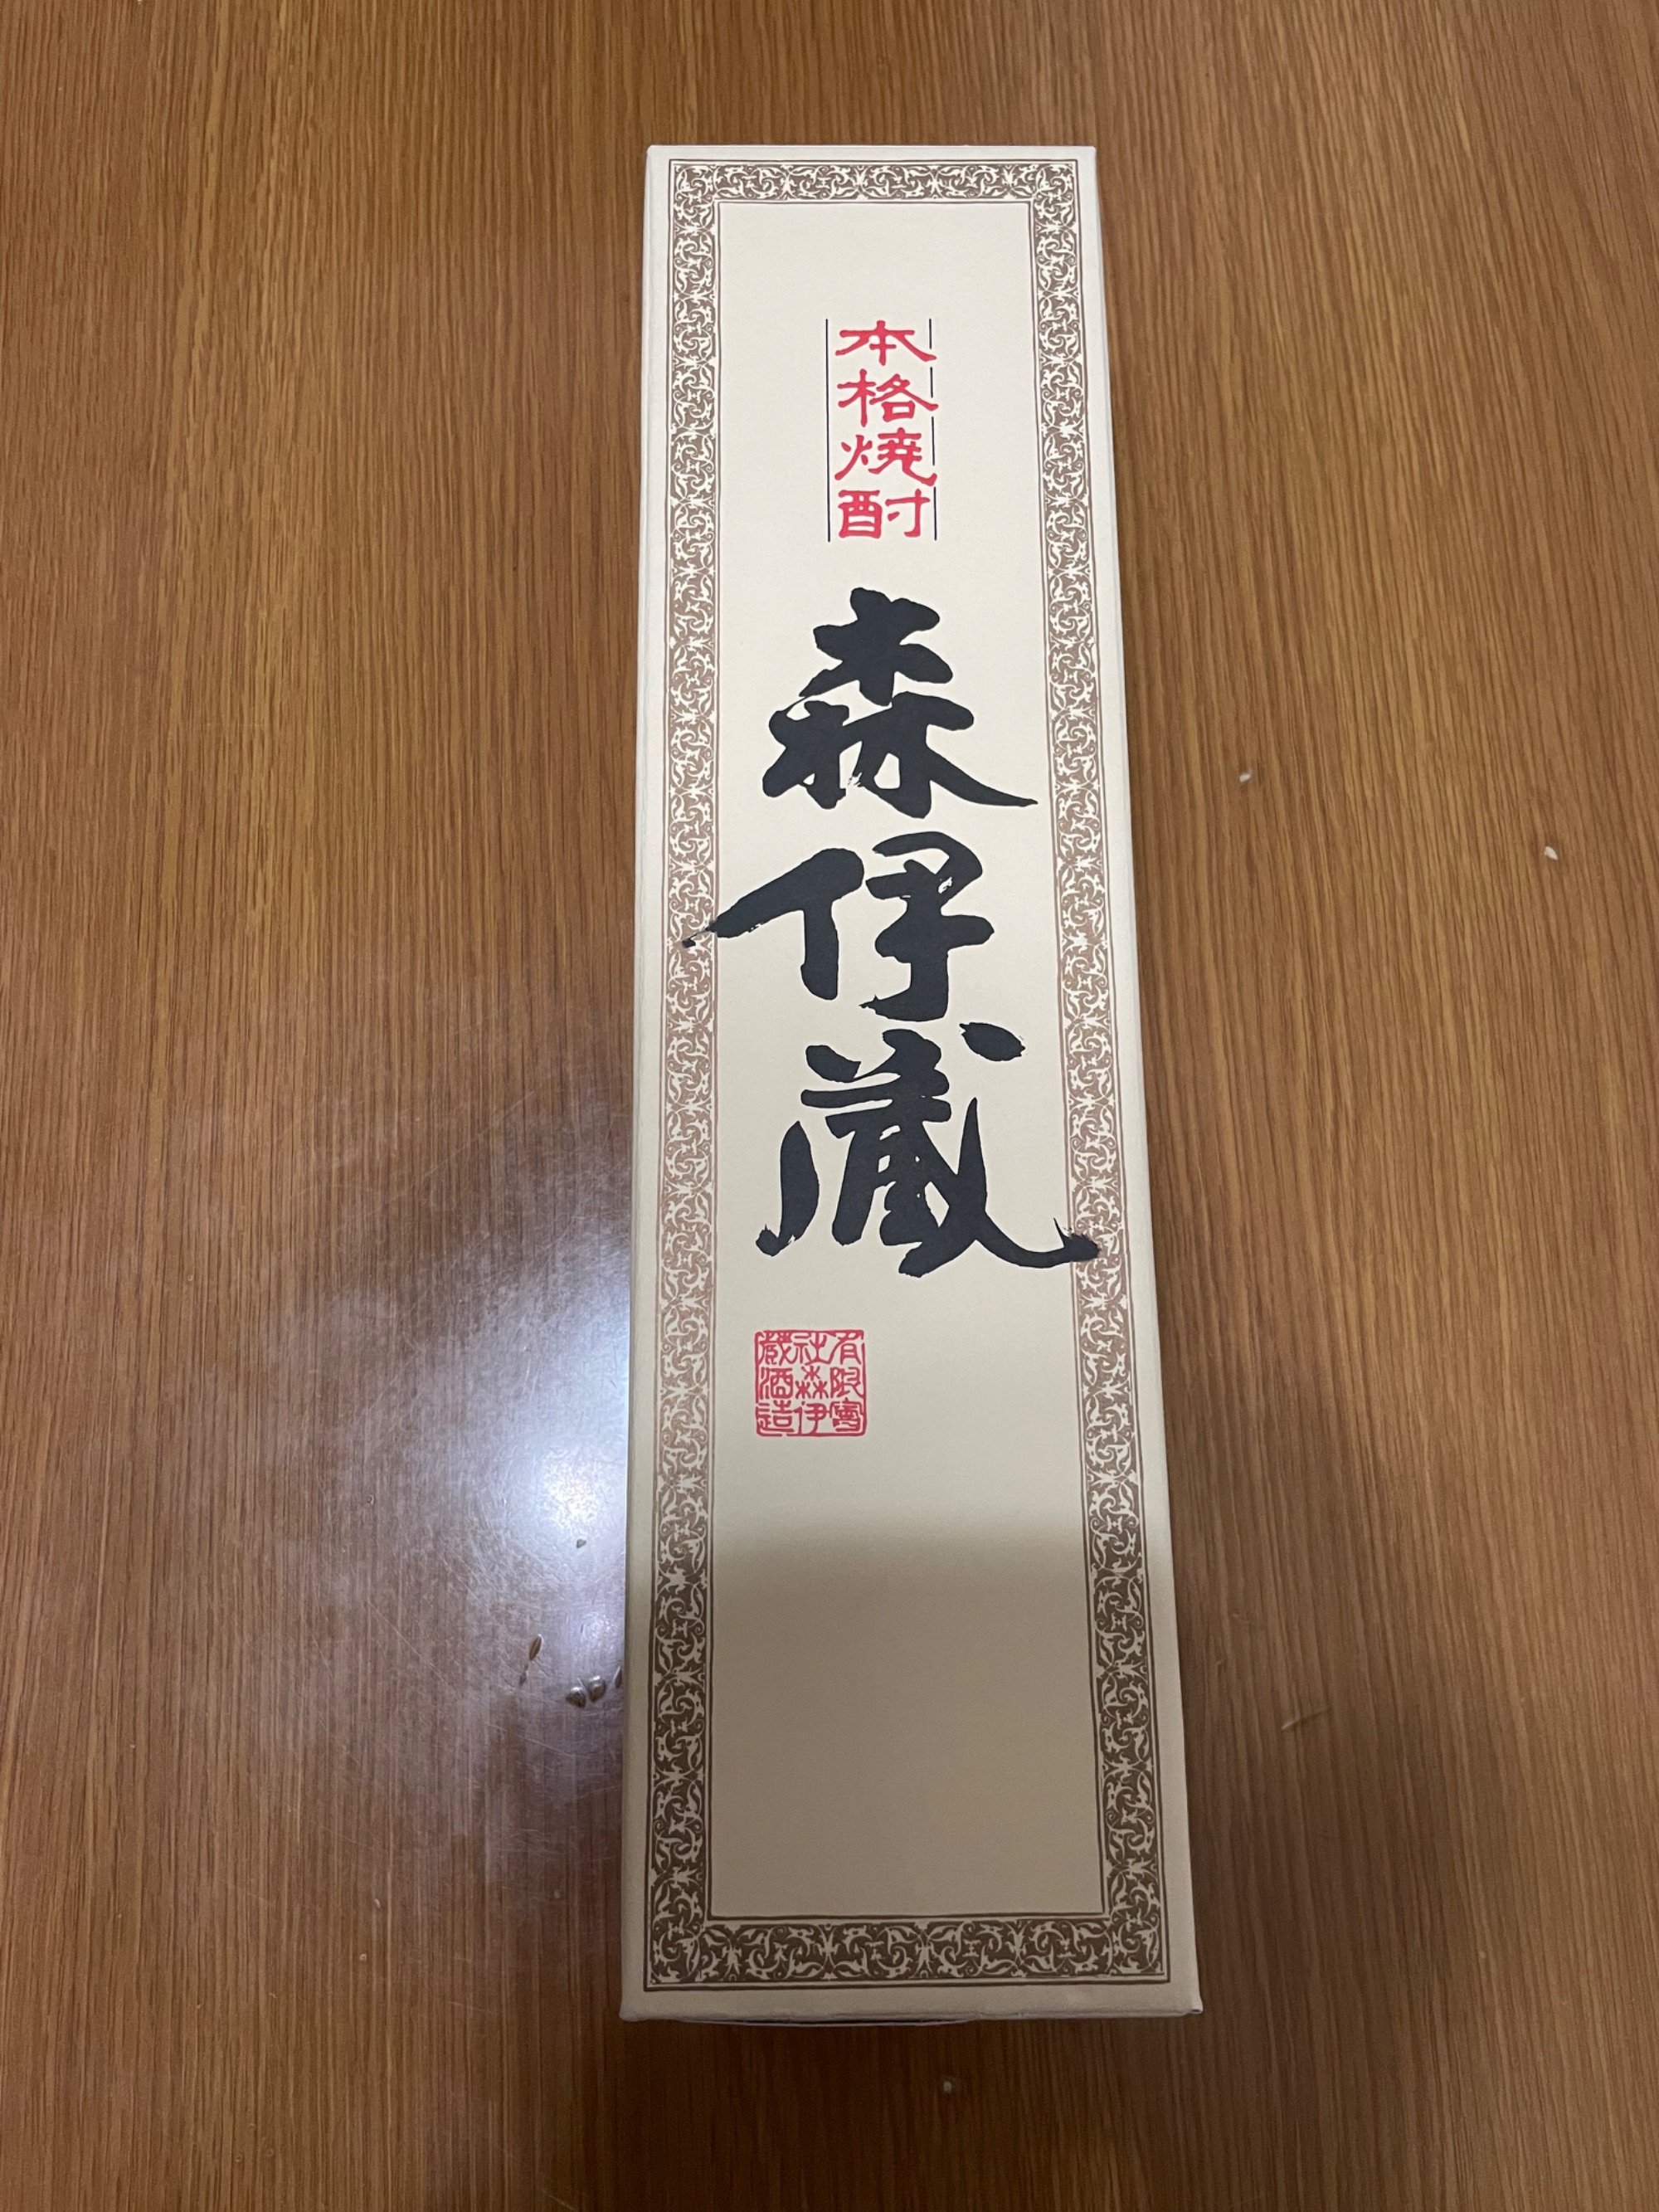 本格焼酎
森伊蔵
有限會
社森伊
蔵酒造